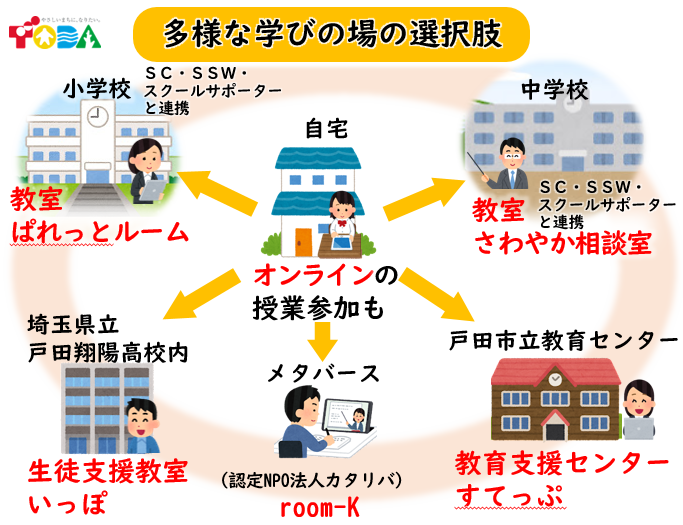 やさしいまちに、なりたい。
TODA
多様な学びの場の選択肢
小学校
ＳＣ・ＳＳＷ・
スクールサポーター
と連携
教室
ぱれっとルーム
自宅
オンラインの
授業参加も
中学校
ＳＣ・ＳＳＷ・
スクールサポーター
と連携
教室
さわやか相談室
埼玉県立
戸田翔陽高校内
生徒支援教室
いっぽ
メタバース
（認定NPO法人カタリバ）
room-K
戸田市立教育センター
教育支援センター
すてっぷ